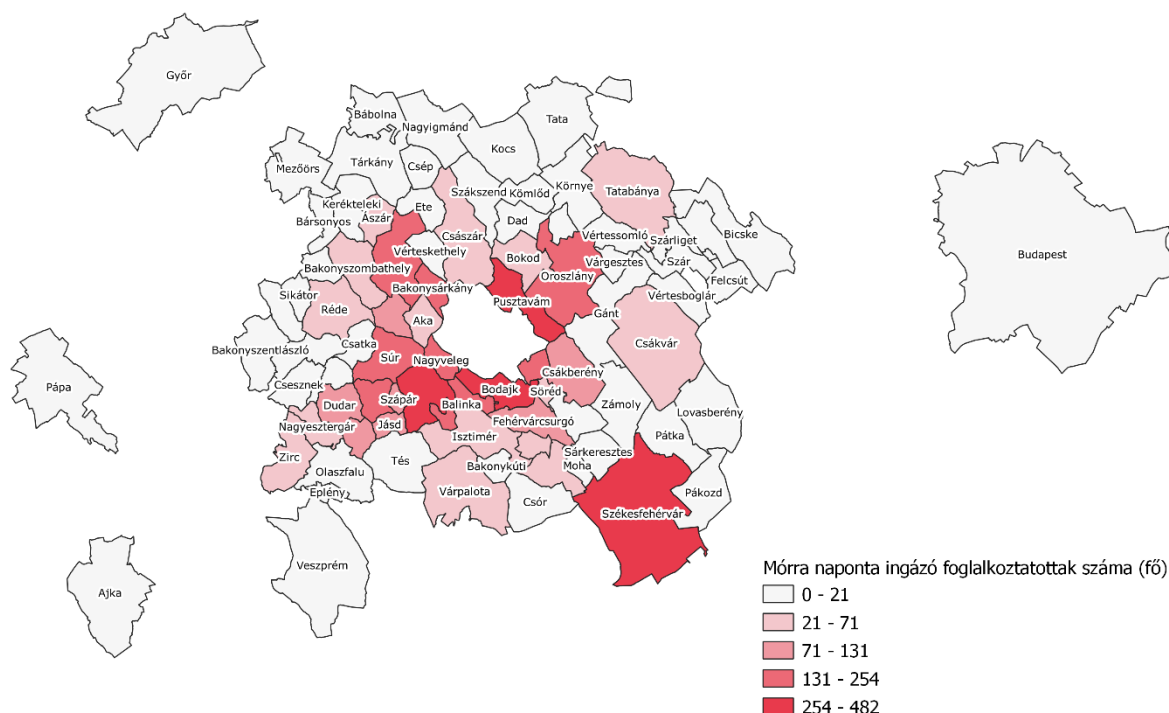 Győr
Bábolna
Nagyigmánd
Tata
Kocs
Mezőörs
Tárkány
Csép
Szákszend
Kömlőd
Környe
Tatabánya
Kerékteleki
Ete
Bársonyos
Ászár
Császár
Dad
Vértessomló
Szárliget
Bicske
Budapest
Vérteskethely
Bokod
Várgesztes
Szár
Bakonyszombathely
Oroszlány
Felcsút
Bakonysárkány
Sikátor
Pusztavám
Vértesboglár
Réde
Aka
Gánt
Csákvár
Bakonyszentlászló
Csatka
Súr
Nagyveleg
Csákberény
Pápa
Csesznek
Szápár
Bodajk
Söréd
Dudar
Balinka
Zámoly
Lovasberény
Nagyesztergár
Jásd
Fehérvárcsurgó
Isztimér
Pátka
Zirc
Tés
Sárkeresztes
Olaszfalu
Bakonykúti
Moha
Eplény
Várpalota
Csór
Pákozd
Székesfehérvár
Veszprém
Ajka
Mórra naponta ingázó foglalkoztatottak száma (fő)
0 - 21
21 - 71
71 - 131
131 - 254
254 - 482